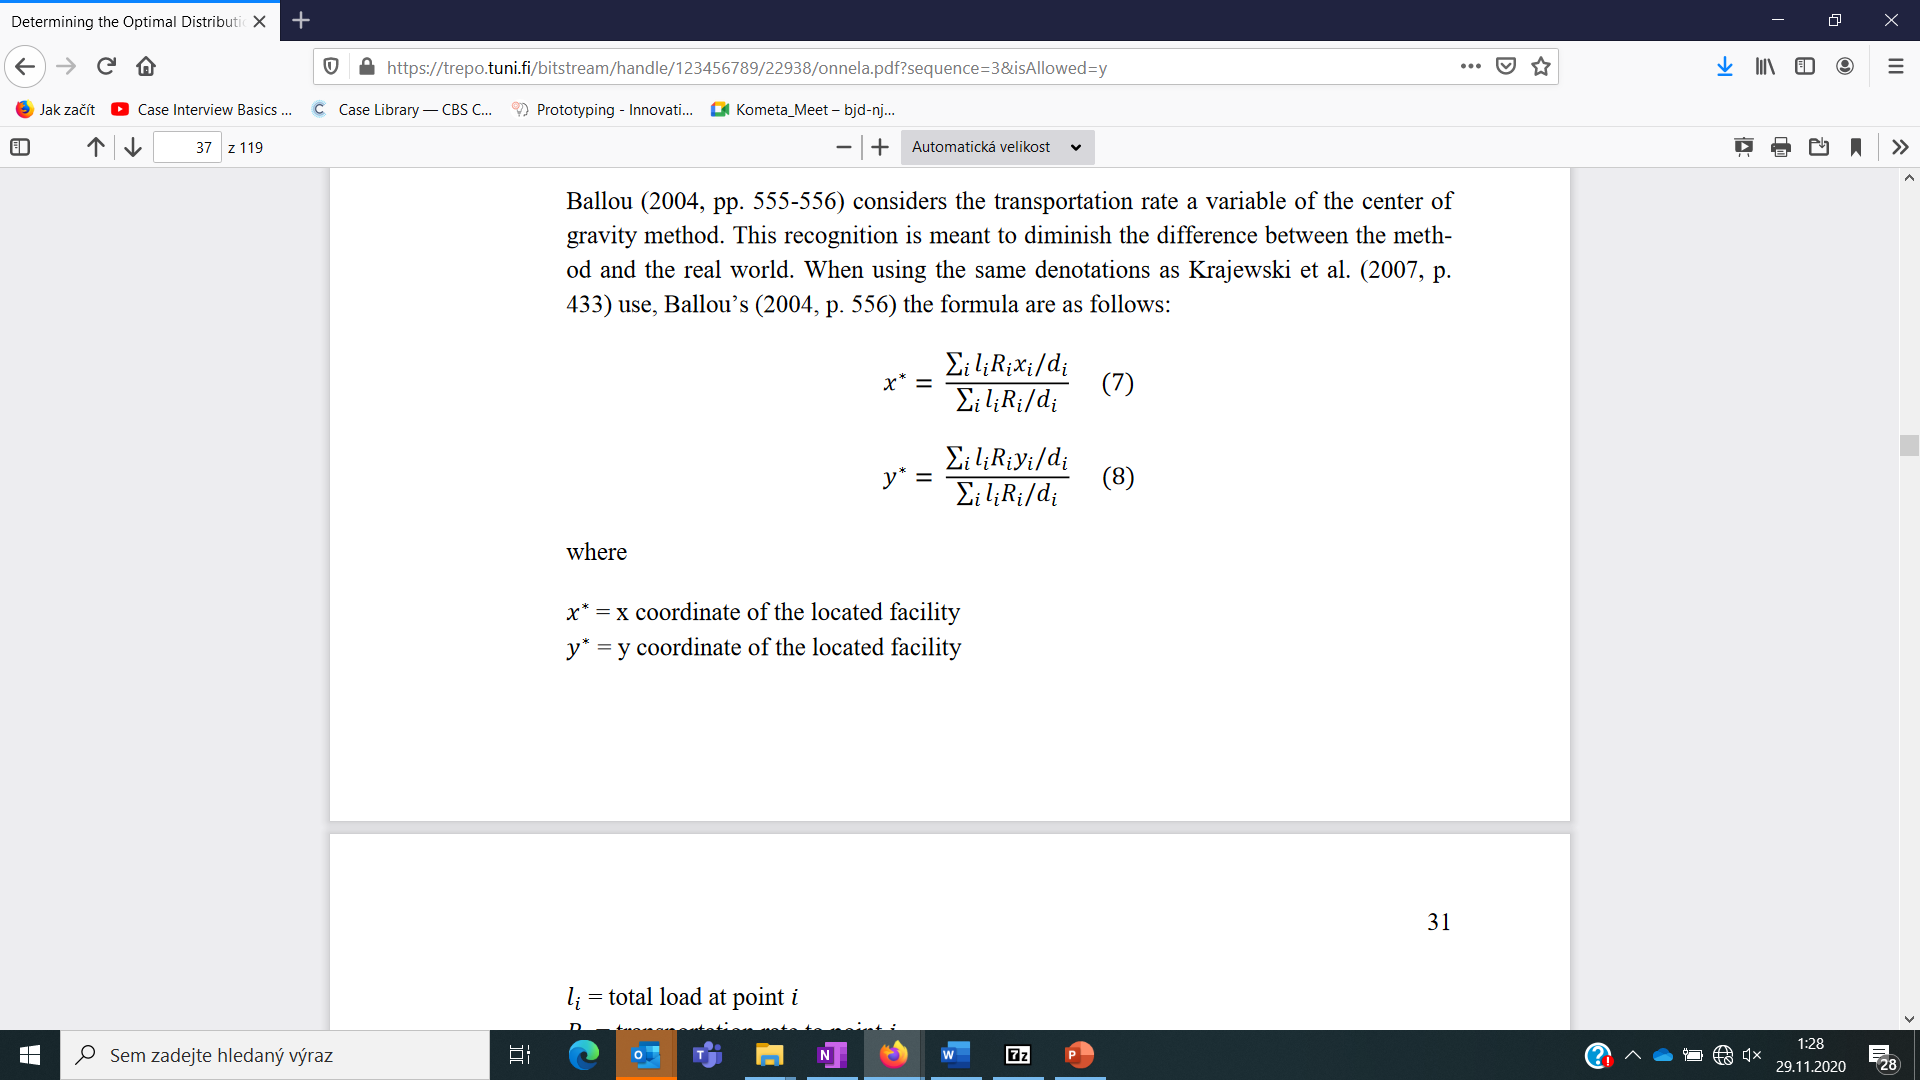 Determining the Optimal Distributi
https://trepo.tuni.fi/bitstream/handle/123456789/22938/onnela.pdf?sequence=3&isAllowed=y
Jak začít Case Interview Basics ... Case Library — CBS C... Prototyping - Innovati... Kometa_Meet – bjd-nj...
37 z 119 Automatická velikost
Ballou (2004, pp. 555-556) considers the transportation rate a variable of the center of
gravity method. This recognition is meant to diminish the difference between the meth-
od and the real world. When using the same denotations as Krajewski et al. (2007, p.
433) use, Ballou’s (2004, p. 556) the formula are as follows:
x* = ∑i liRixi/di / ∑i liRi/di (7)
y* = ∑i liRiyi/di / ∑i liRi/di (8)
where
x* = x coordinate of the located facility
y* = y coordinate of the located facility
31
li = total load at point i
Ri = transportation rate to point i
Sem zadejte hledaný výraz
1:28
29.11.2020
28